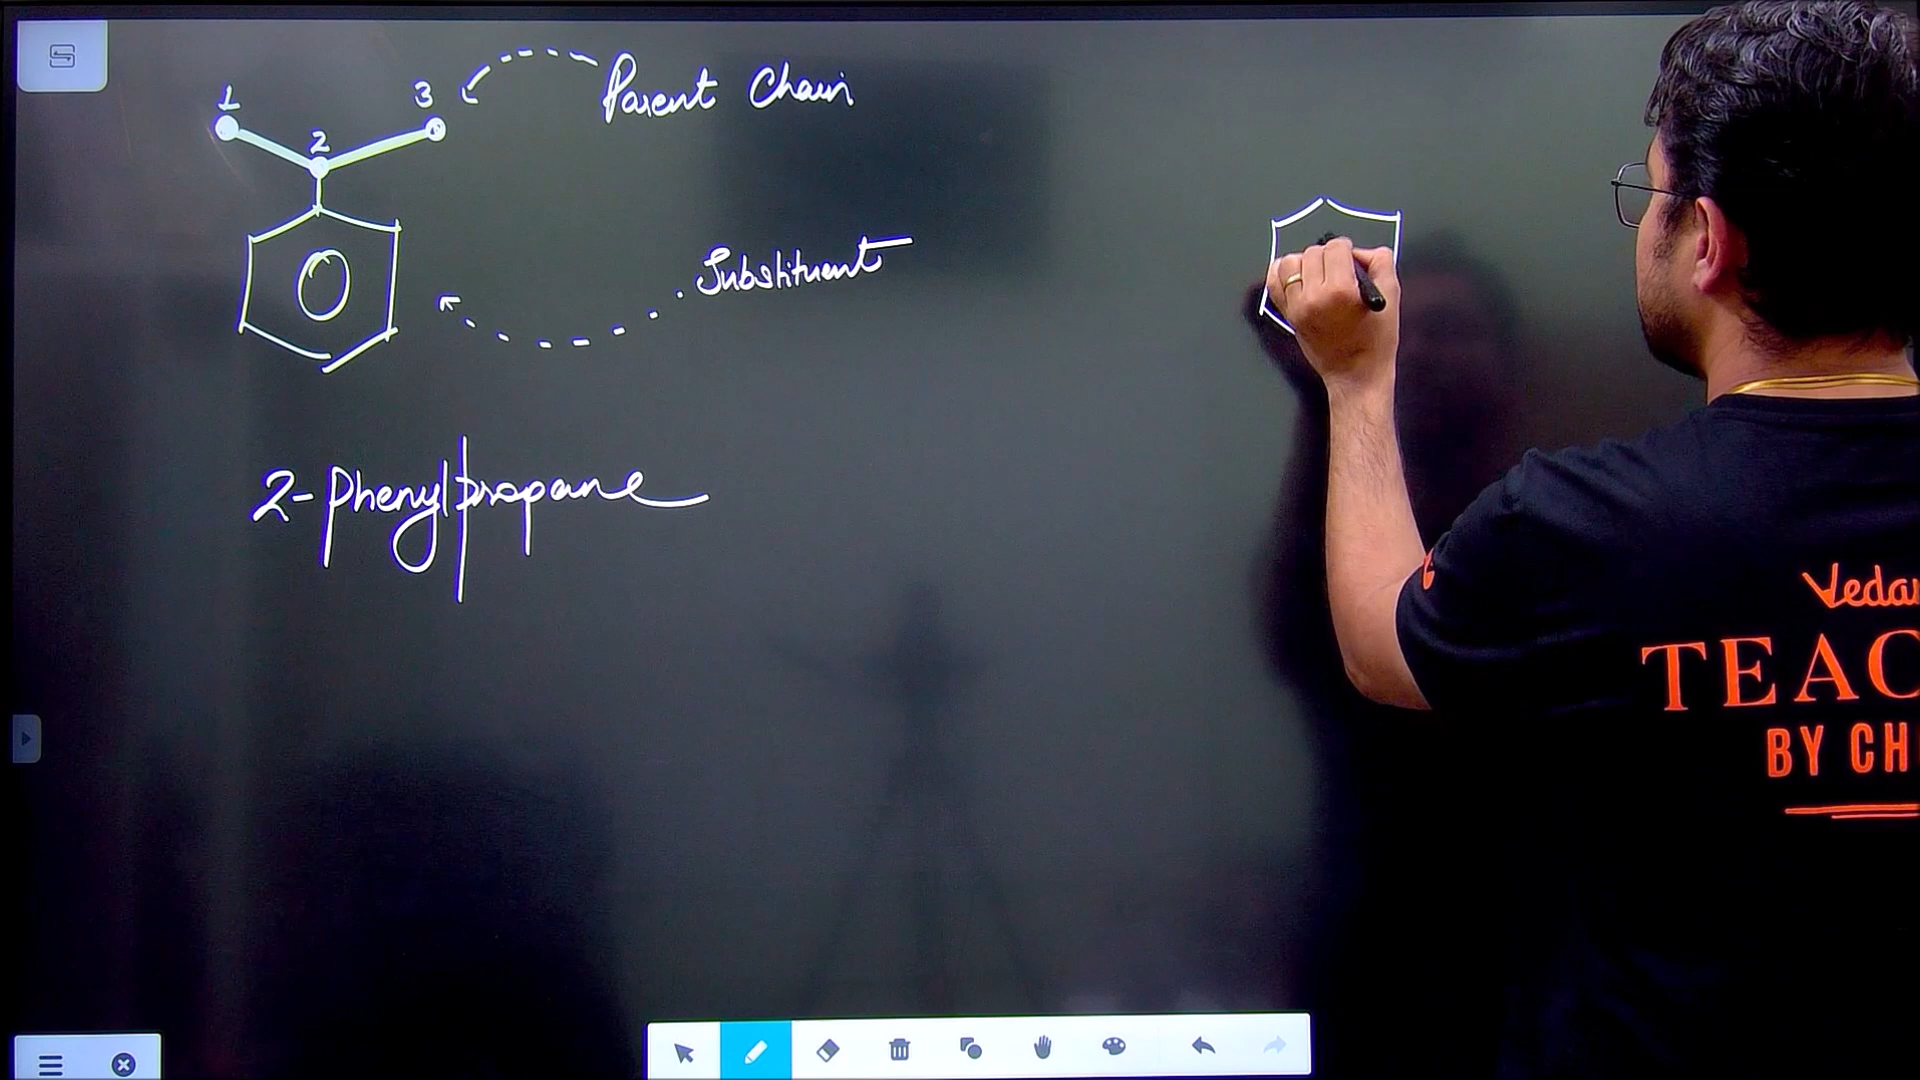 1 3
2
Parent Chain
Substituent
2-Phenylpropane
Vedan
TEAC
BY CH